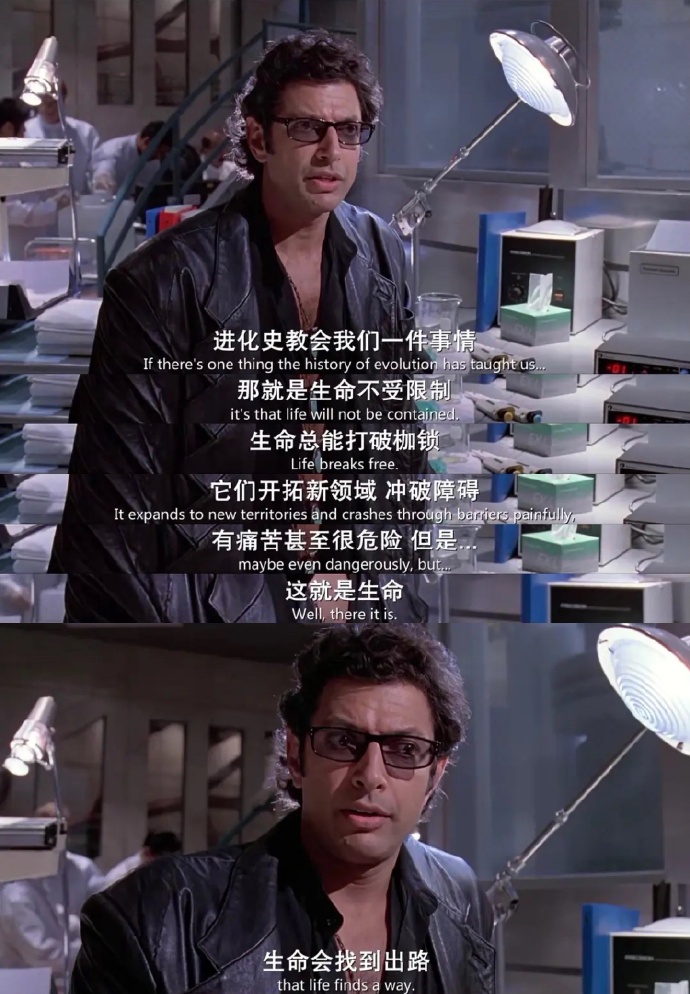 进化史教会我们一件事情
If there's one thing the history of evolution has taught us...
那就是生命不受限制
it's that life will not be contained.
生命总能打破枷锁
Life breaks free.
它们开拓新领域 冲破障碍
It expands to new territories and crashes through barriers painfully,
有痛苦甚至很危险 但是...
maybe even dangerously, but...
这就是生命
Well, there it is.
生命会找到出路
that life finds a way.